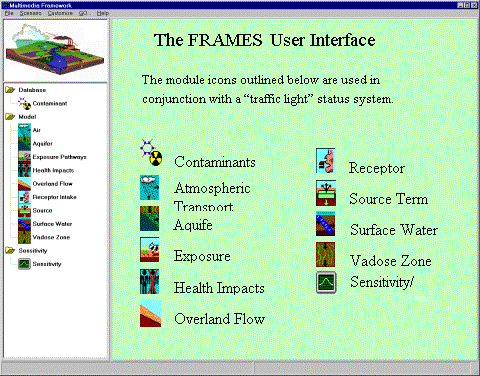 Multimedia Framework
File Scenario Customize GO... Help
Database
Contaminant
Model
Air
Aquifer
Exposure Pathways
Health Impacts
Overland Flow
Receptor Intake
Source
Surface Water
Vadose Zone
Sensitivity
Sensitivity
The FRAMES User Interface
The module icons outlined below are used in
conjunction with a “traffic light” status system.
Contaminants
Atmospheric
Transport
Aquife
Exposure
Health Impacts
Overland Flow
Receptor
Source Term
Surface Water
Vadose Zone
Sensitivity/